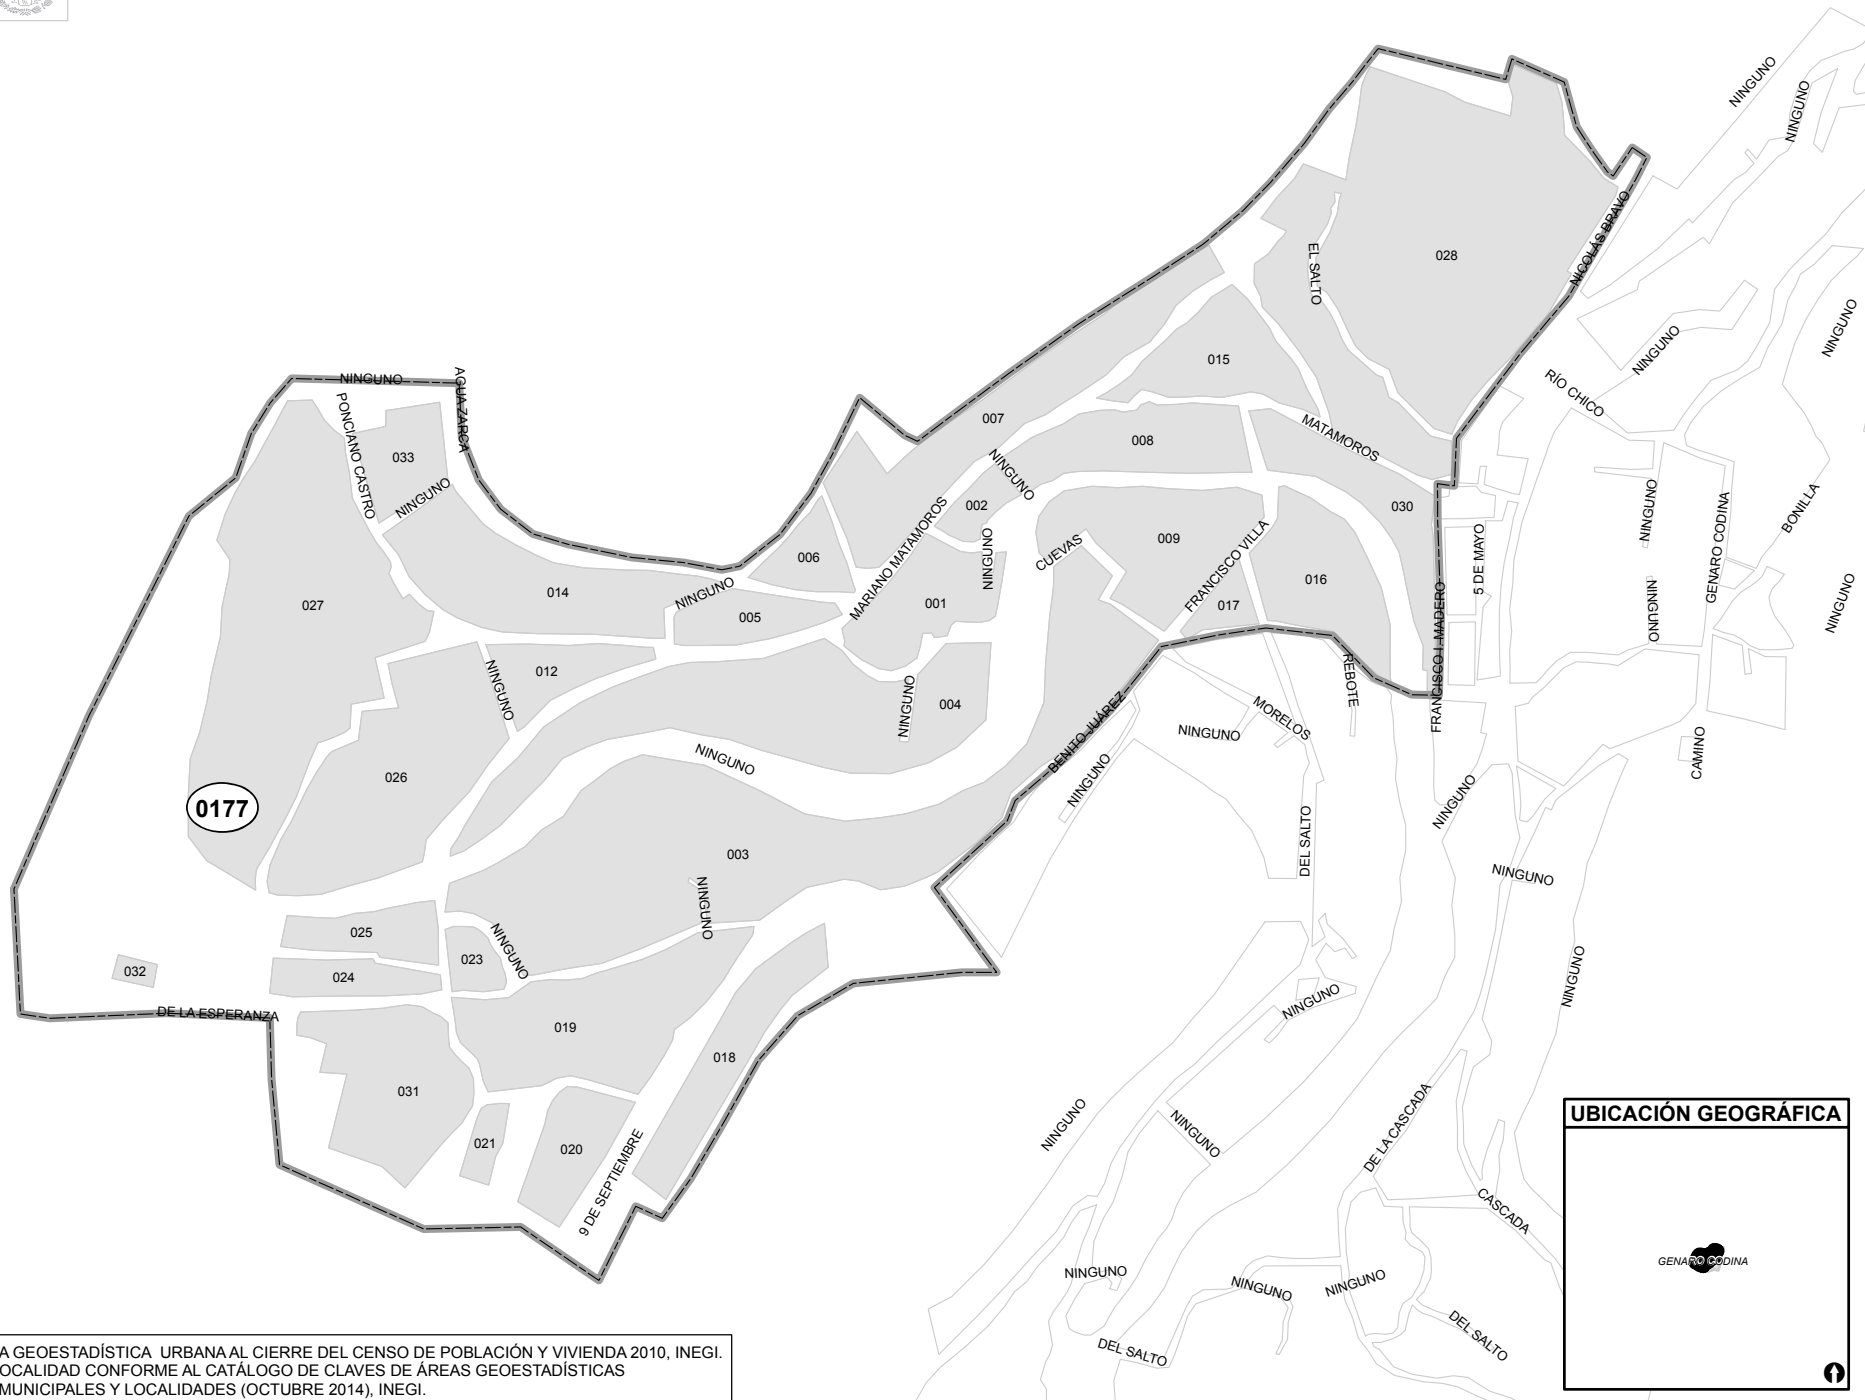 NINGUNO
NINGUNO
NICOLÁS BRAVO
028
EL SALTO
NINGUNO
NINGUNO
015
RÍO CHICO
NINGUNO
AGUA ZARCA
PONCIANO CASTRO
007
MATAMOROS
008
033
NINGUNO
NINGUNO
002
030
NINGUNO
GENARO CODINA
BONILLA
MARIANO MATAMOROS
006
NINGUNO
CUEVAS
009
FRANCISCO VILLA
016
5 DE MAYO
027
014
NINGUNO
005
001
017
FRANCISCO I. MADERO
NINGUNO
NINGUNO
012
NINGUNO
NINGUNO
004
REBOTE
BENITO JUÁREZ
MORELOS
NINGUNO
NINGUNO
CAMINO
026
NINGUNO
0177
NINGUNO
003
DEL SALTO
NINGUNO
NINGUNO
025
NINGUNO
023
032
024
NINGUNO
NINGUNO
DE LA ESPERANZA
019
018
031
021
020
9 DE SEPTIEMBRE
NINGUNO
NINGUNO
DE LA CASCADA
CASCADA
UBICACIÓN GEOGRÁFICA
GENARO CODINA
NINGUNO
NINGUNO
NINGUNO
DEL SALTO
DEL SALTO
A GEOESTADÍSTICA URBANA AL CIERRE DEL CENSO DE POBLACIÓN Y VIVIENDA 2010, INEGI.
OCALIDAD CONFORME AL CATÁLOGO DE CLAVES DE ÁREAS GEOESTADÍSTICAS
MUNICIPALES Y LOCALIDADES (OCTUBRE 2014), INEGI.